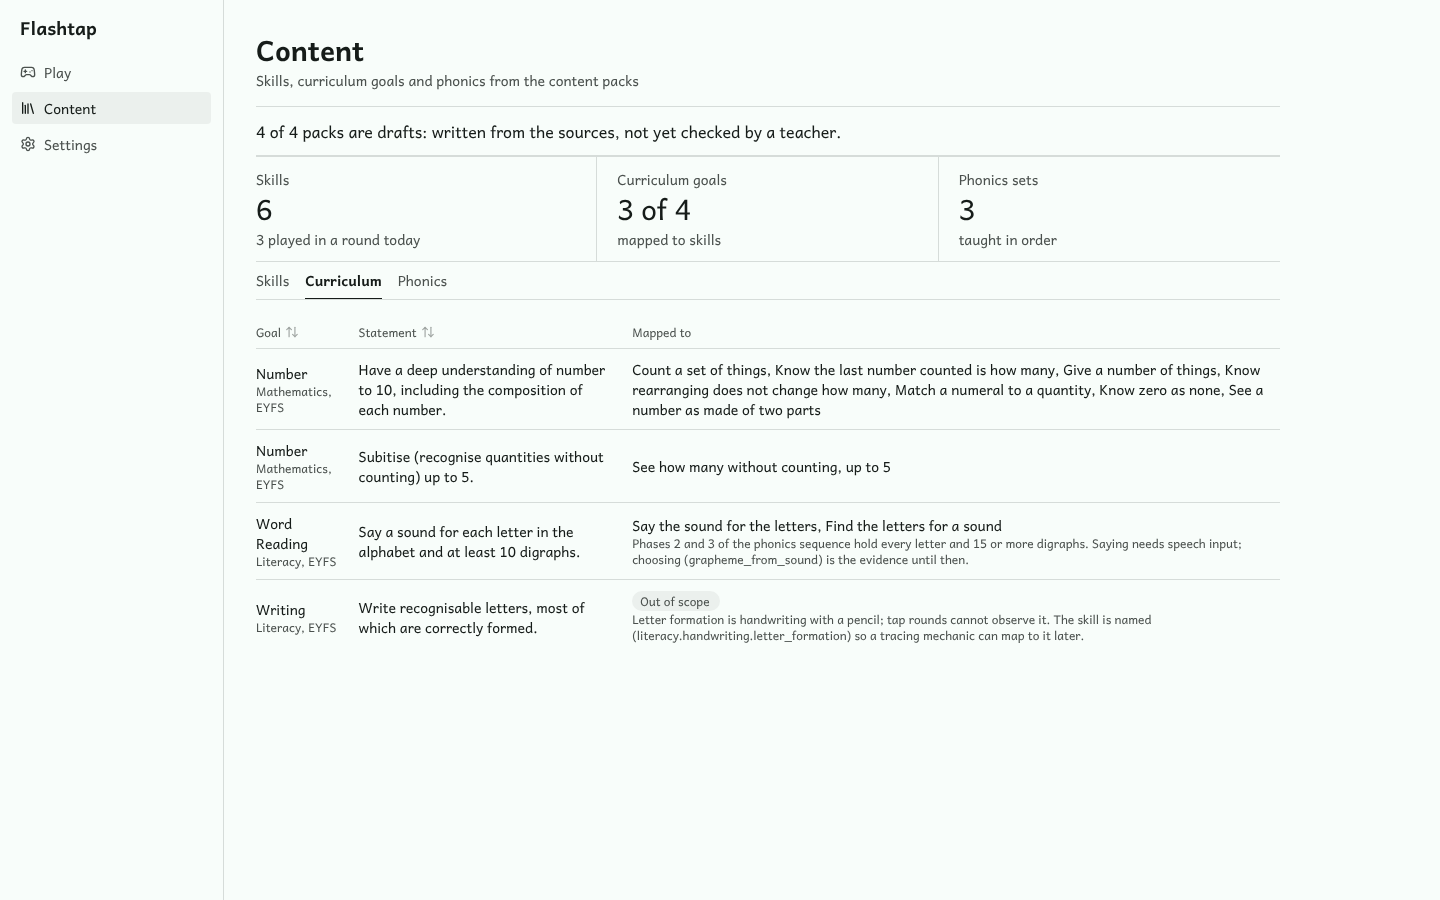 Flashtap
Play
Content
Settings
Content
Skills, curriculum goals and phonics from the content packs
4 of 4 packs are drafts: written from the sources, not yet checked by a teacher.
Skills
6
3 played in a round today
Curriculum goals
3 of 4
mapped to skills
Phonics sets
3
taught in order
Skills Curriculum Phonics
Goal Statement Mapped to
Number
Mathematics,
EYFS
Have a deep understanding of number
to 10, including the composition of
each number.
Count a set of things, Know the last number counted is how many, Give a number of things, Know
rearranging does not change how many, Match a numeral to a quantity, Know zero as none, See a
number as made of two parts
Number
Mathematics,
EYFS
Subitise (recognise quantities without
counting) up to 5.
See how many without counting, up to 5
Word
Reading
Literacy, EYFS
Say a sound for each letter in the
alphabet and at least 10 digraphs.
Say the sound for the letters, Find the letters for a sound
Phases 2 and 3 of the phonics sequence hold every letter and 15 or more digraphs. Saying needs speech input;
choosing (grapheme_from_sound) is the evidence until then.
Writing
Literacy, EYFS
Write recognisable letters, most of
which are correctly formed.
Out of scope
Letter formation is handwriting with a pencil; tap rounds cannot observe it. The skill is named
(literacy.handwriting.letter_formation) so a tracing mechanic can map to it later.